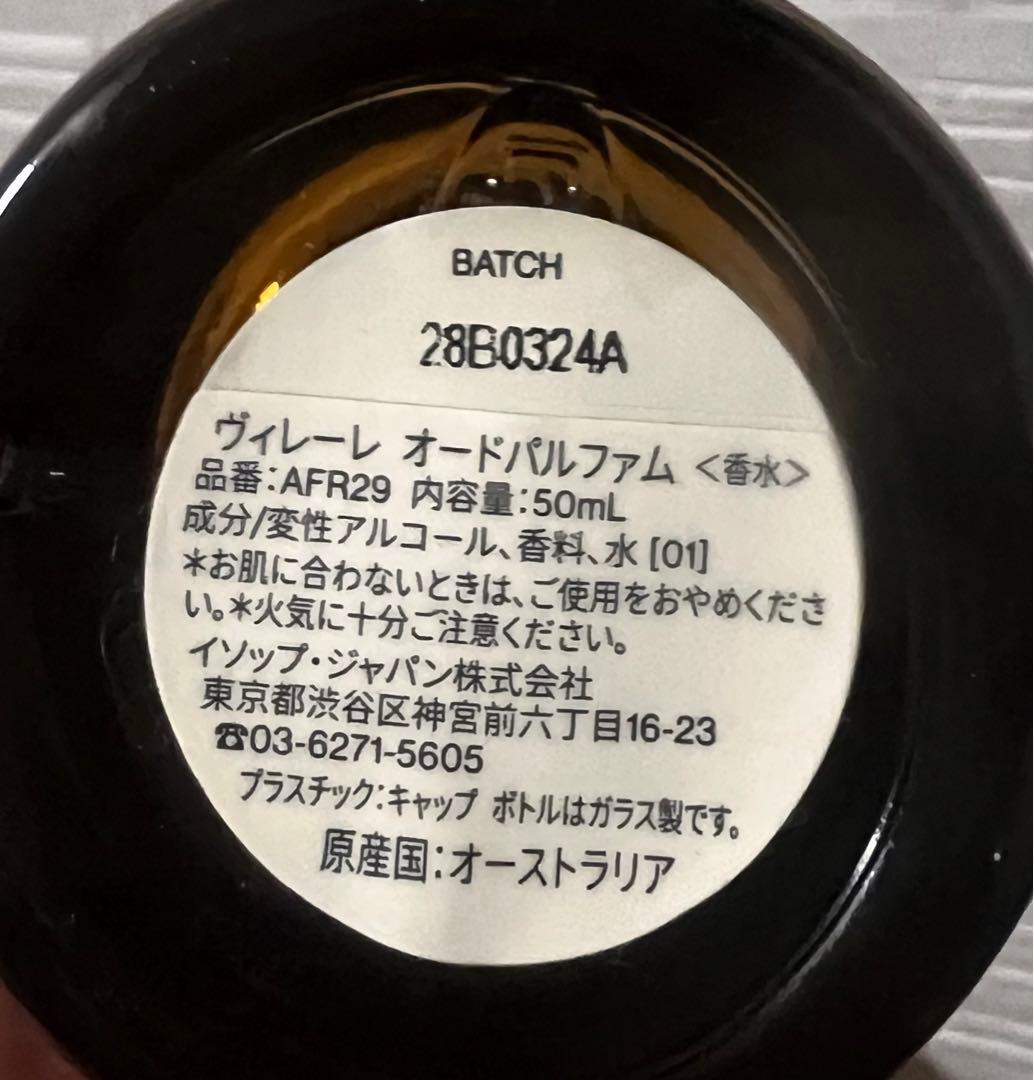 BATCH
28B0324A
ヴィレーレ オードパルファム <香水>
品番:AFR29 内容量:50mL
成分/変性アルコール、香料、水 [01]
*お肌に合わないときは、ご使用をおやめくださ
い。*火気に十分ご注意ください。
イソップ・ジャパン株式会社
東京都渋谷区神宮前六丁目16-23
☎03-6271-5605
プラスチック:キャップ ボトルはガラス製です。
原産国:オーストラリア